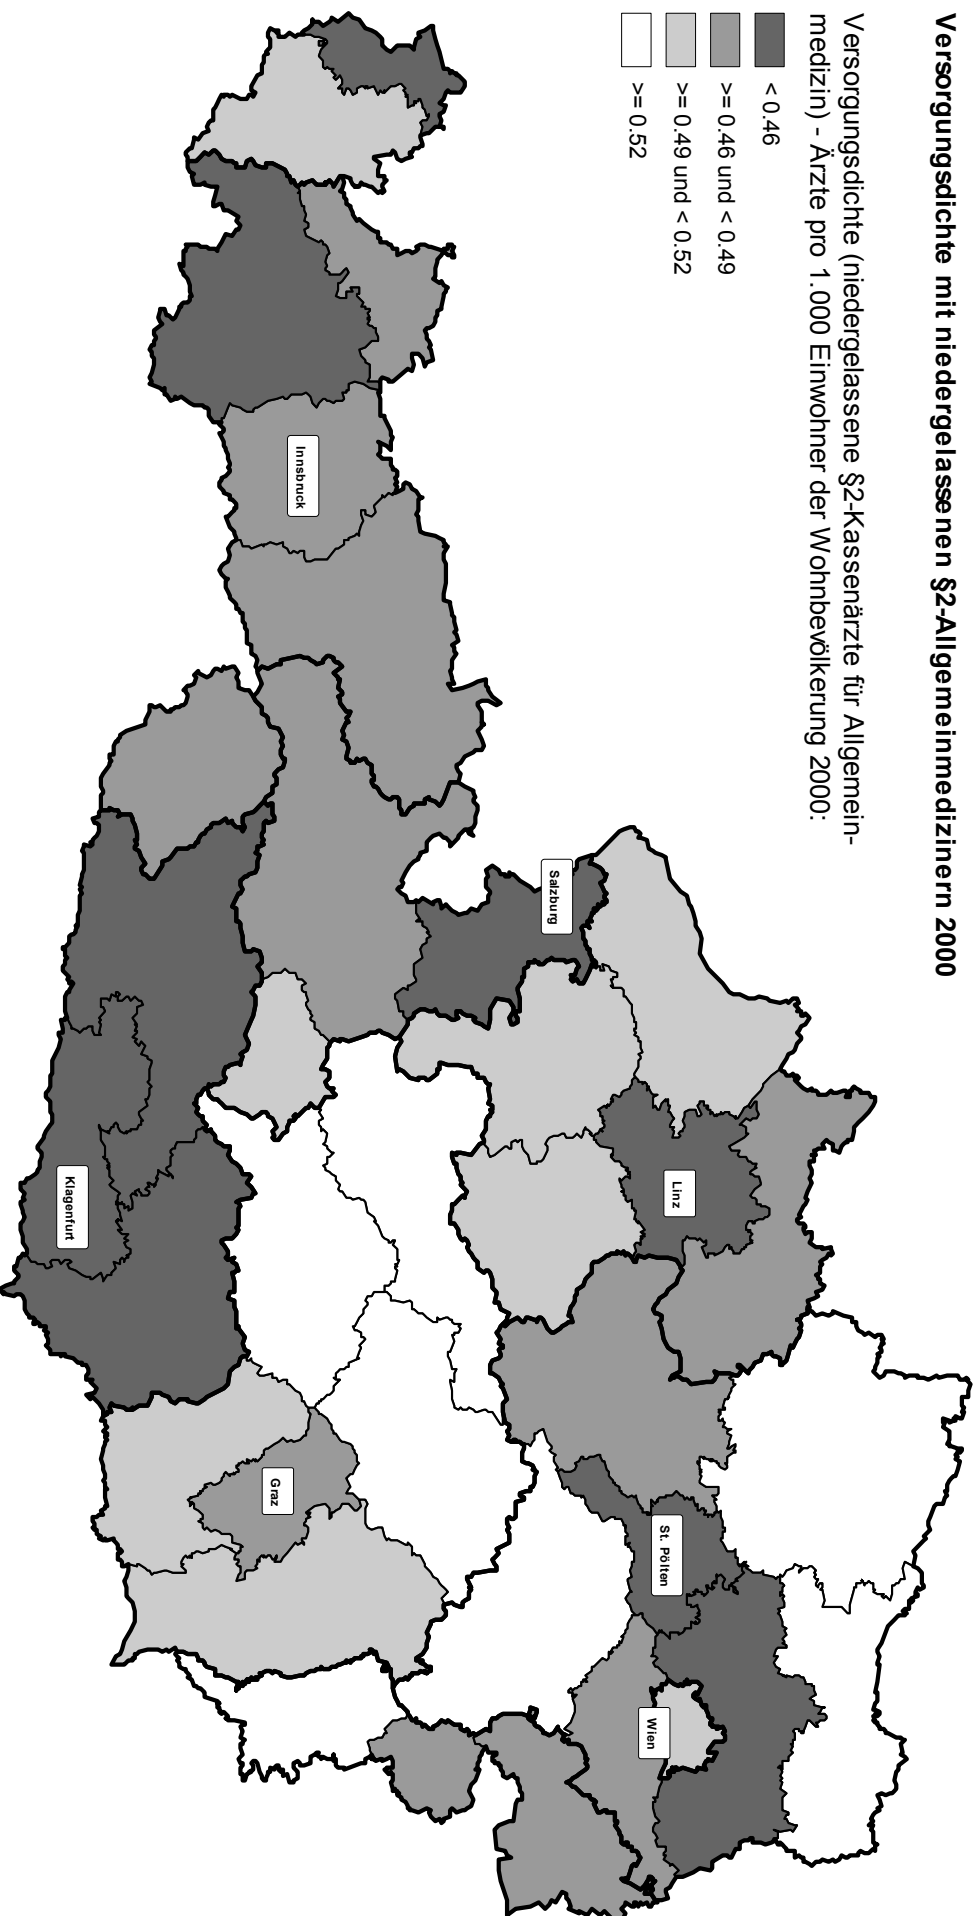 Versorgungsdichte mit niedergelassenen §2-Allgemeinmedizinern 2000
Versorgungsdichte (niedergelassene §2-Kassenärzte für Allgemein-
medizin) - Ärzte pro 1.000 Einwohner der Wohnbevölkerung 2000:
< 0.46
>= 0.46 und < 0.49
>= 0.49 und < 0.52
>= 0.52
Linz
St. Pölten
Wien
Salzburg
Innsbruck
Graz
Klagenfurt